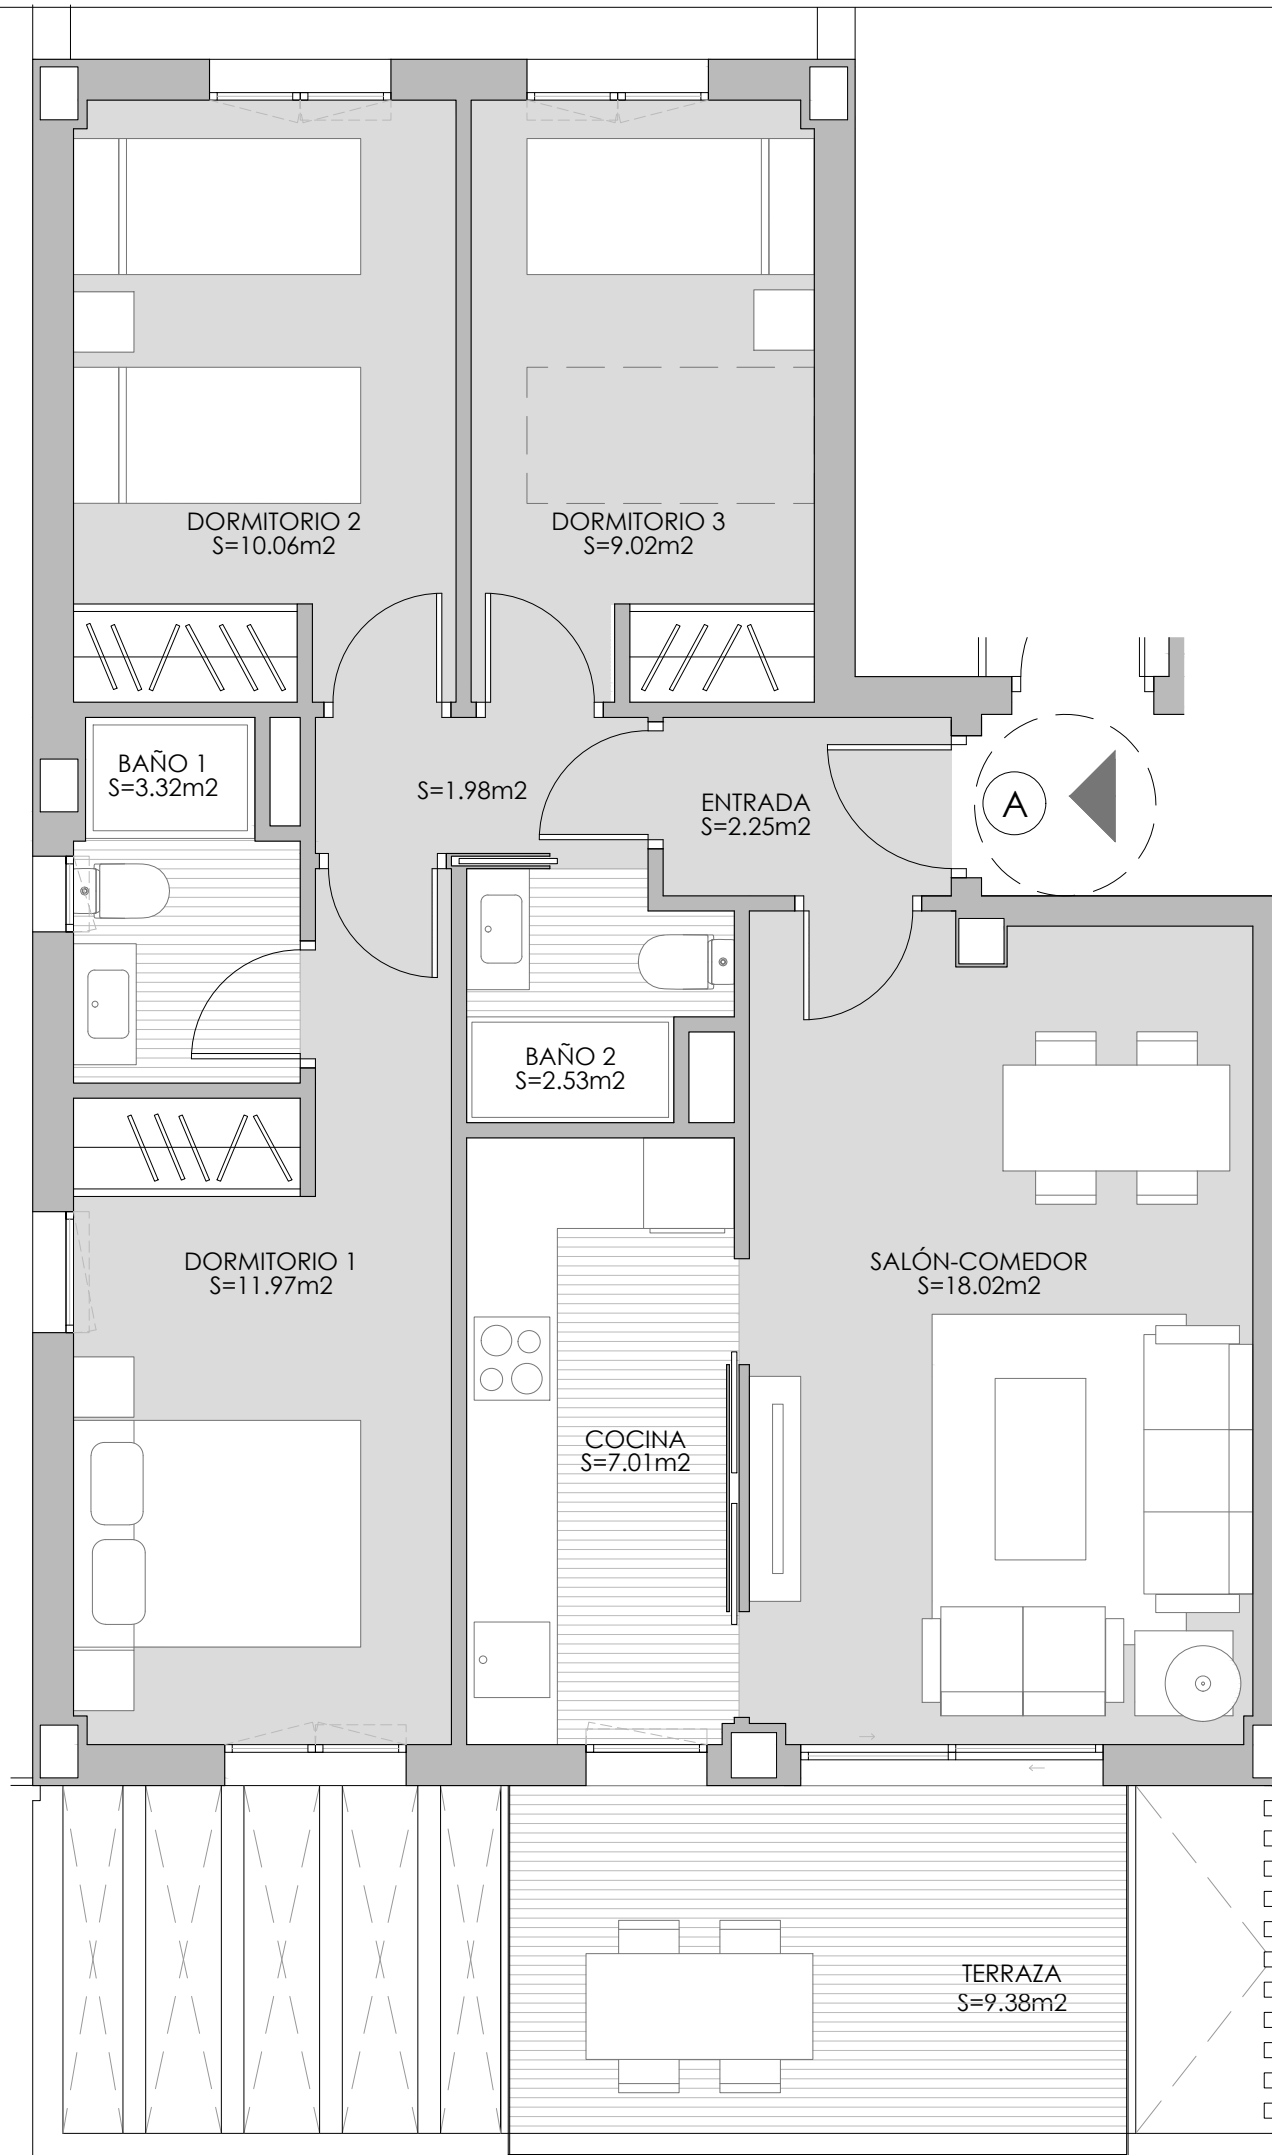 DORMITORIO 2
S=10.06m2
DORMITORIO 3
S=9.02m2
BAÑO 1
S=3.32m2
S=1.98m2
ENTRADA
S=2.25m2
A
BAÑO 2
S=2.53m2
DORMITORIO 1
S=11.97m2
SALÓN-COMEDOR
S=18.02m2
COCINA
S=7.01m2
TERRAZA
S=9.38m2